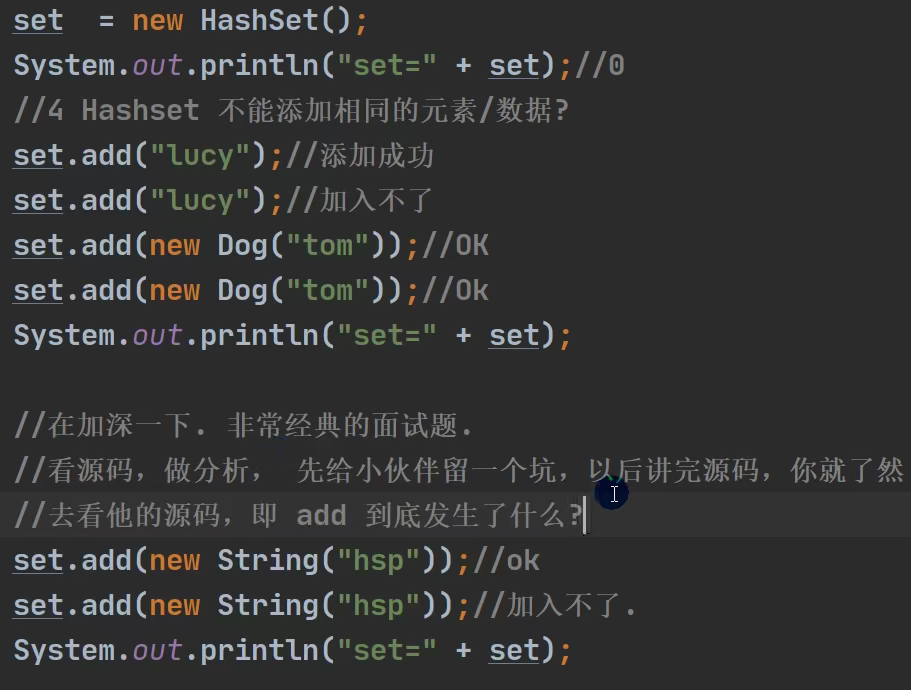 set  = new HashSet();
System.out.println("set=" + set);//0
//4 Hashset 不能添加相同的元素/数据?
set.add("lucy");//添加成功
set.add("lucy");//加入不了
set.add(new Dog("tom"));//OK
set.add(new Dog("tom"));//Ok
System.out.println("set=" + set);
//在加深一下. 非常经典的面试题.
//看源码，做分析， 先给小伙伴留一个坑，以后讲完源码，你就了然
//去看他的源码，即 add 到底发生了什么?
set.add(new String("hsp"));//ok
set.add(new String("hsp"));//加入不了.
System.out.println("set=" + set);